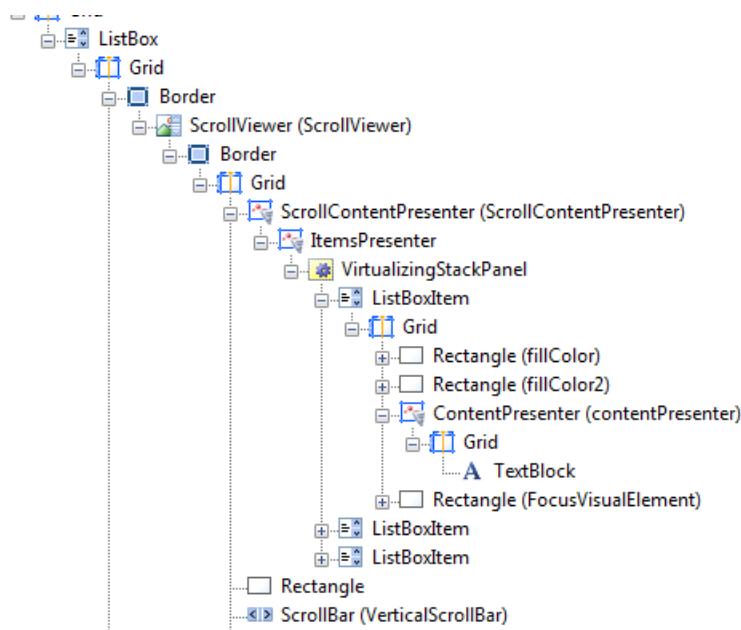 ListBox
Grid
Border
ScrollViewer (ScrollViewer)
Border
Grid
ScrollContentPresenter (ScrollContentPresenter)
ItemsPresenter
VirtualizingStackPanel
ListBoxItem
Grid
Rectangle (fillColor)
Rectangle (fillColor2)
ContentPresenter (contentPresenter)
Grid
A TextBlock
Rectangle (FocusVisualElement)
ListBoxItem
ListBoxItem
Rectangle
ScrollBar (VerticalScrollBar)